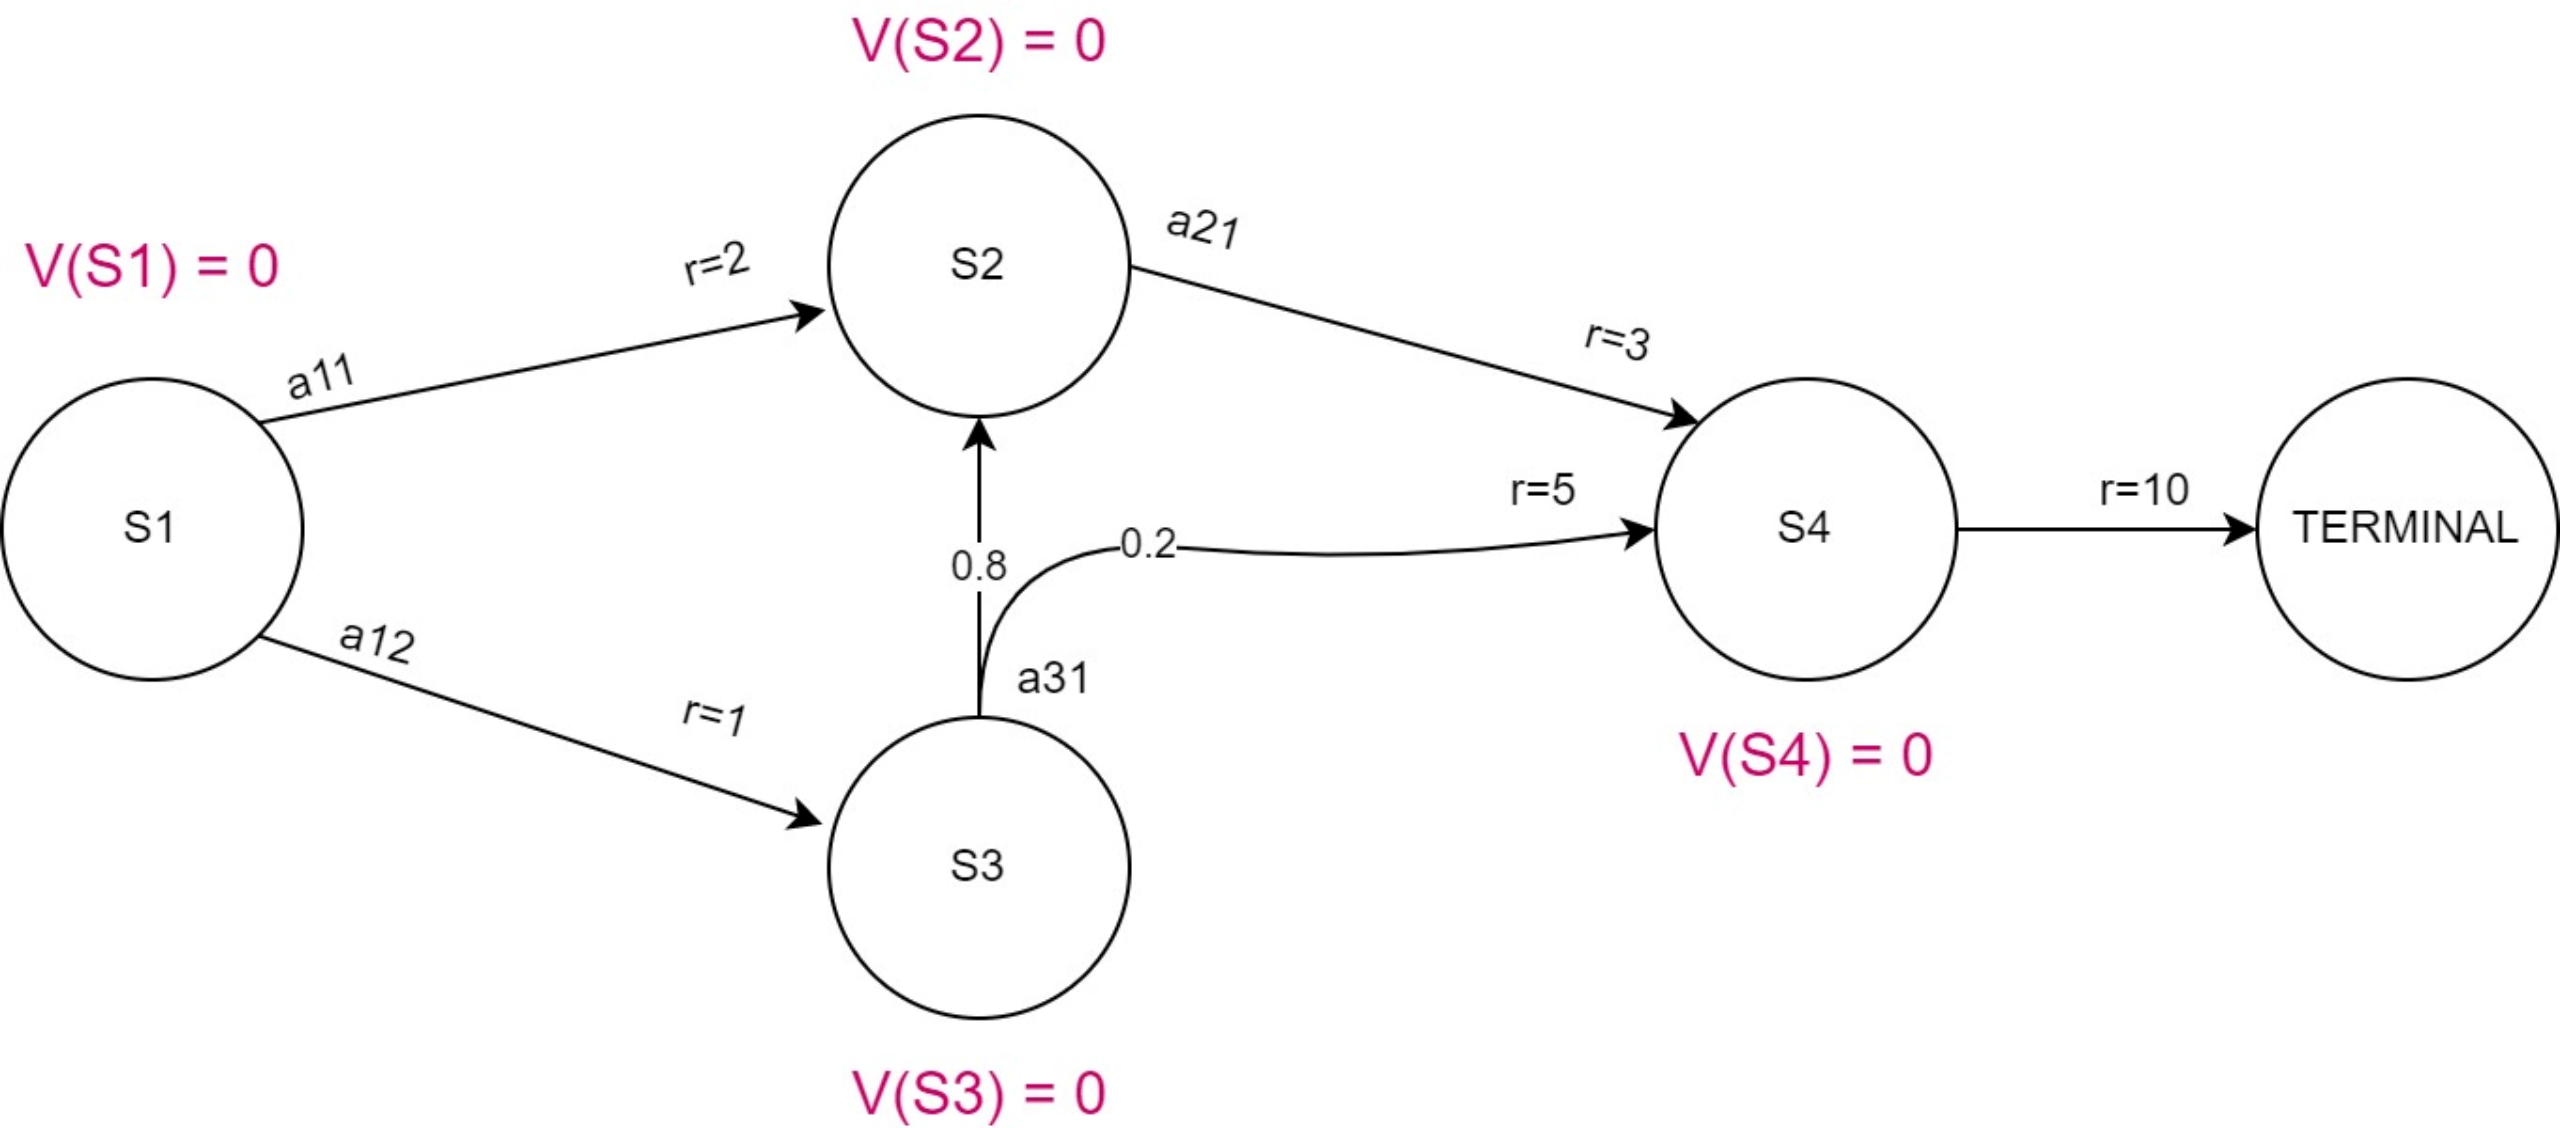 V(S2) = 0
V(S1) = 0
r=2
S2
a21
a11
r=3
S1
0.8
0.2
r=5
S4
r=10
TERMINAL
a12
a31
r=1
V(S4) = 0
S3
V(S3) = 0